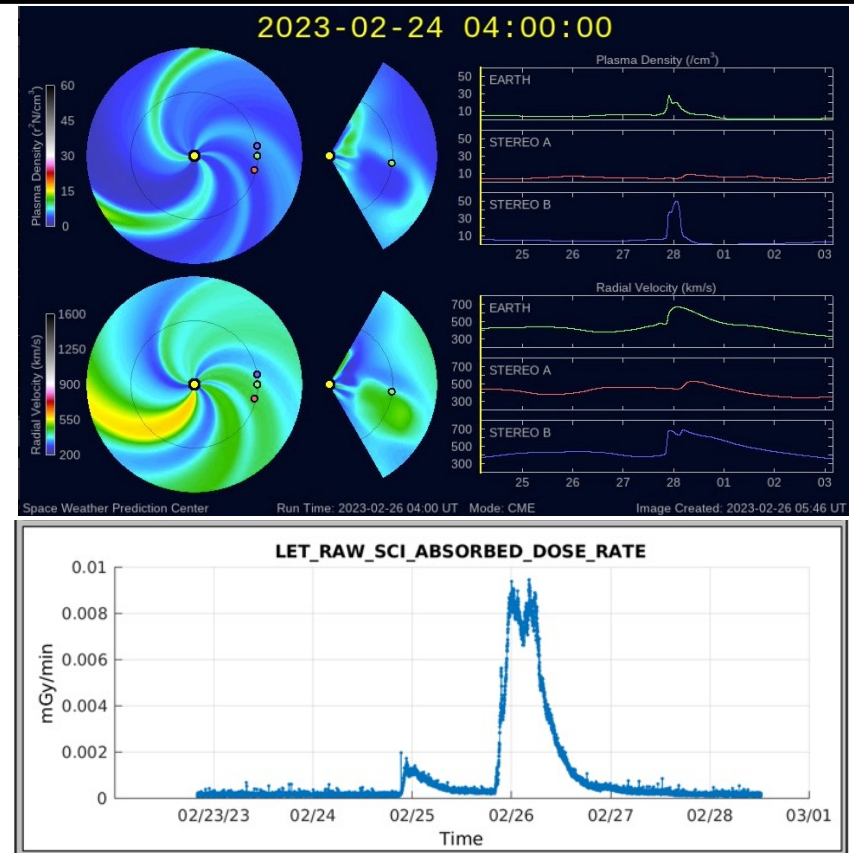 2023-02-24 04:00:00
Plasma Density (r²N/cm³)
60
45
30
15
0
Plasma Density (/cm³)
50
30
10
EARTH
50
30
10
STEREO A
50
30
10
STEREO B
25 26 27 28 01 02 03
Radial Velocity (km/s)
1600
1250
900
550
200
Radial Velocity (km/s)
700
500
300
EARTH
700
500
300
STEREO A
700
500
300
STEREO B
25 26 27 28 01 02 03
Space Weather Prediction Center Run Time: 2023-02-26 04:00 UT Mode: CME Image Created: 2023-02-26 05:46 UT
LET_RAW_SCI_ABSORBED_DOSE_RATE
mGy/min
0.01
0.008
0.006
0.004
0.002
0
02/23/23 02/24 02/25 02/26 02/27 02/28 03/01
Time